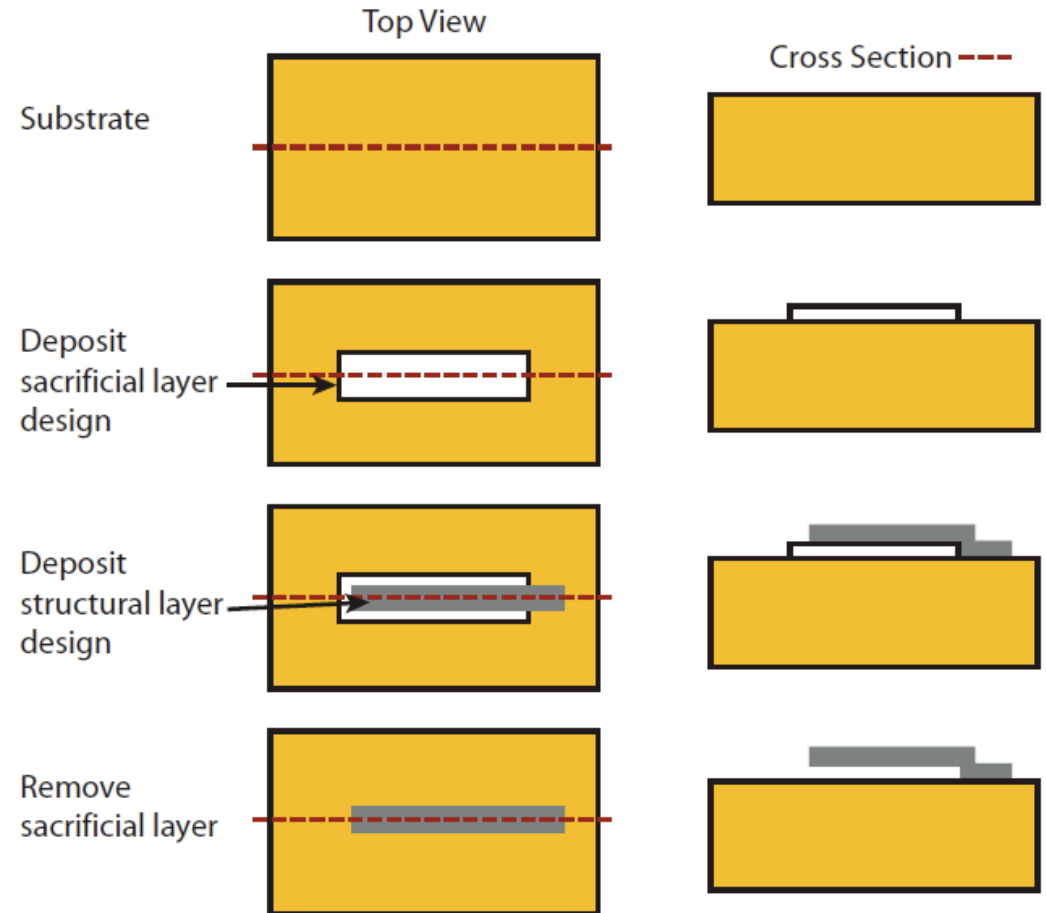 Top View
Cross Section
Substrate
Deposit
sacrificial layer
design
Deposit
structural layer
design
Remove
sacrificial layer